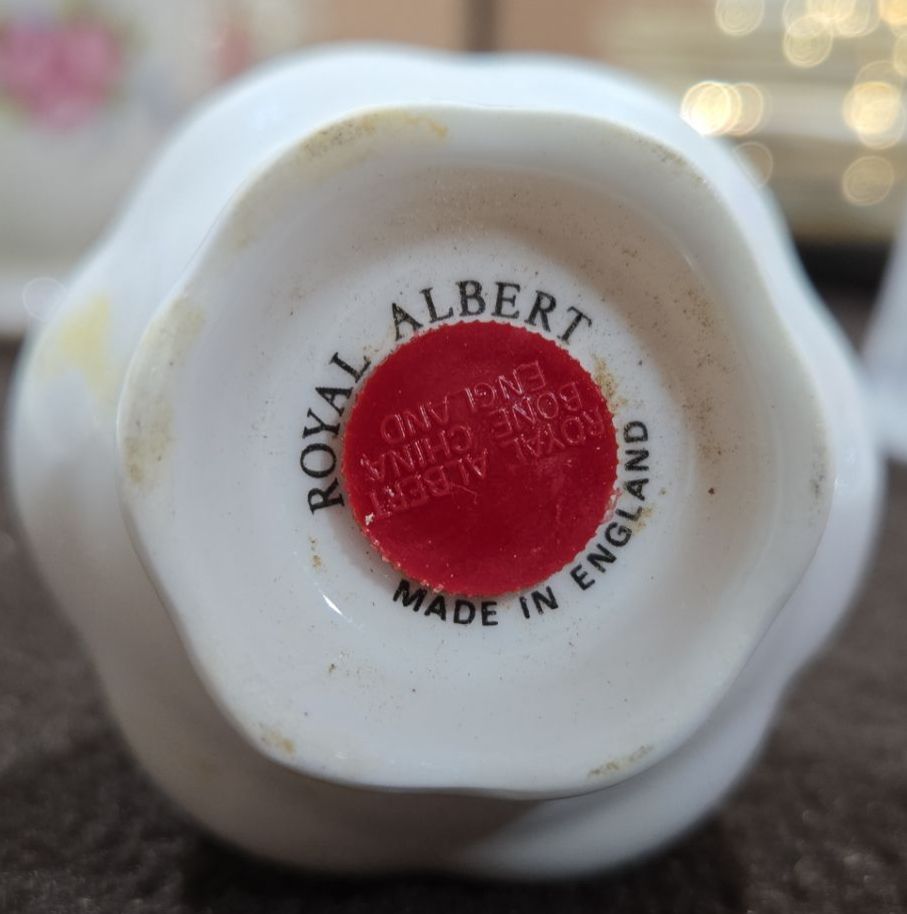 ROYAL ALBERT
MADE IN ENGLAND
ROYAL ALBERT
BONE CHINA
ENGLAND